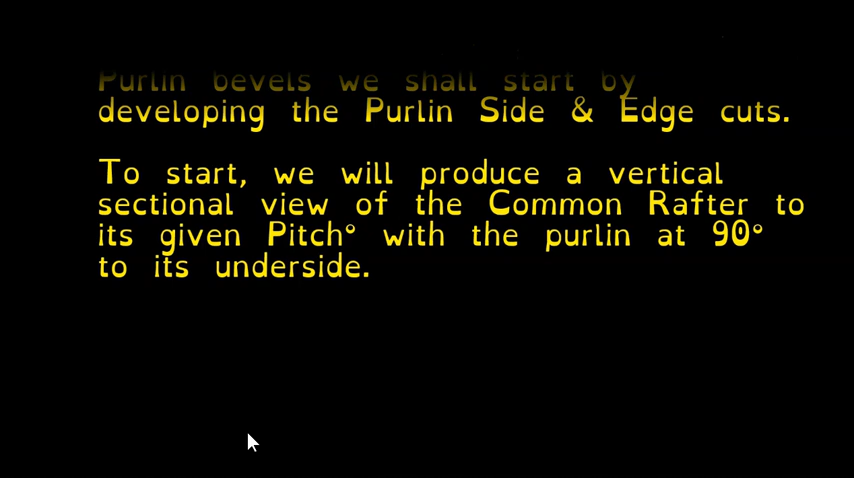 Purlin bevels we shall start by
developing the Purlin Side & Edge cuts.
To start, we will produce a vertical
sectional view of the Common Rafter to
its given Pitch° with the purlin at 90°
to its underside.